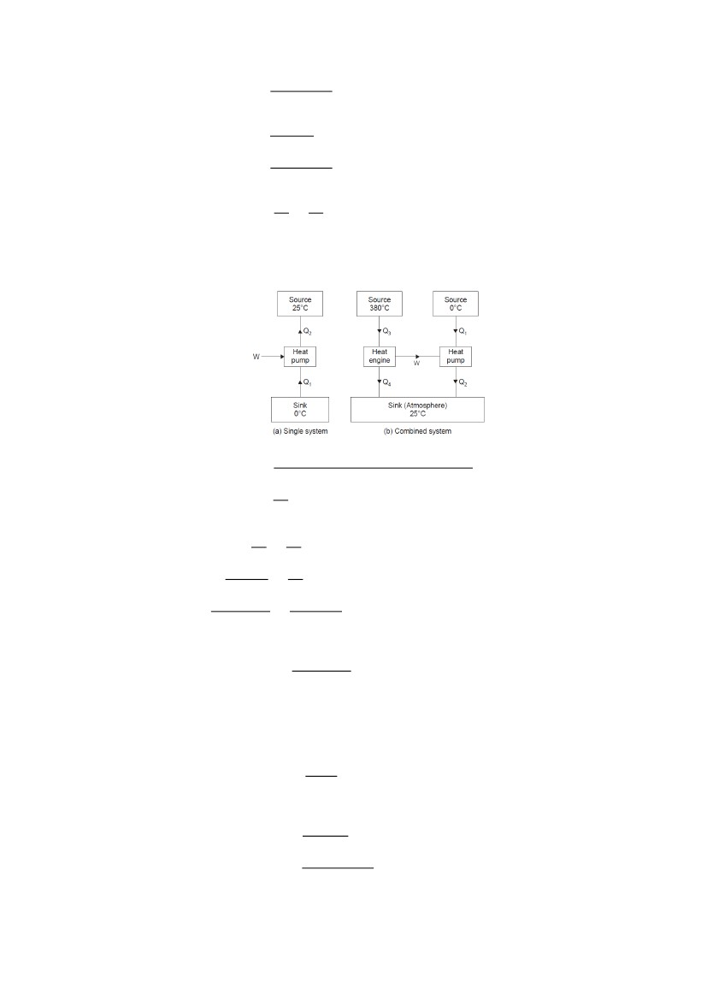 Source Source Source
25°C 380°C 0°C
Q2 Q3 Q1
W Heat pump Heat engine W Heat pump
Q1 Q4 Q2
Sink Sink (Atmosphere)
0°C 25°C
(a) Single system (b) Combined system